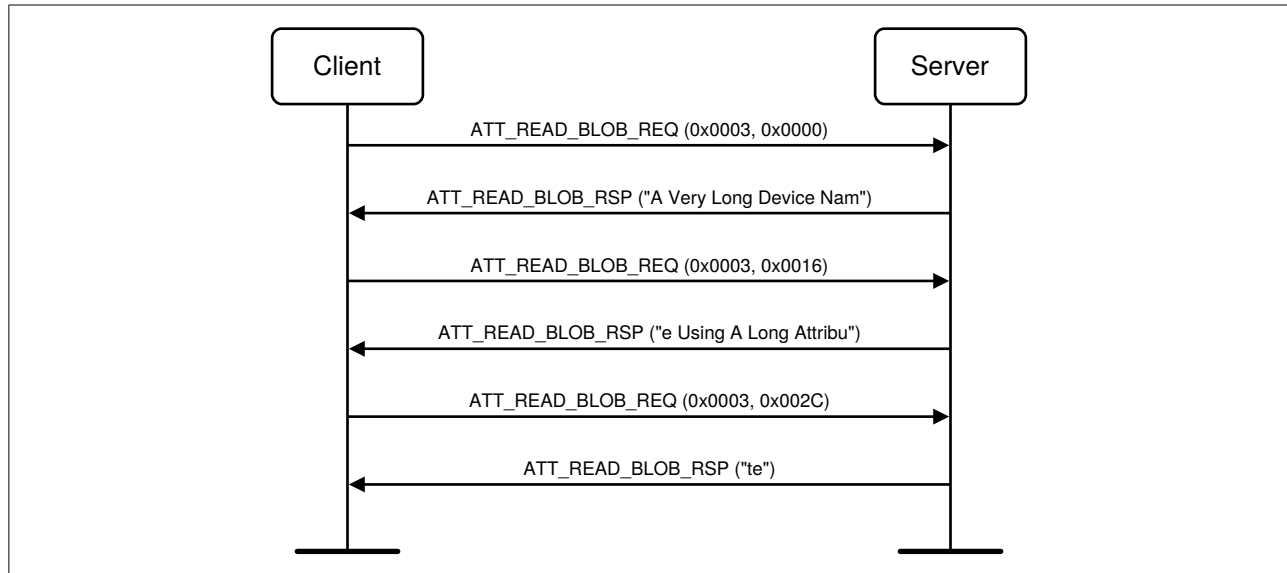 Client
Server
ATT_READ_BLOB_REQ (0x0003, 0x0000)
ATT_READ_BLOB_RSP ("A Very Long Device Nam")
ATT_READ_BLOB_REQ (0x0003, 0x0016)
ATT_READ_BLOB_RSP ("e Using A Long Attribu")
ATT_READ_BLOB_REQ (0x0003, 0x002C)
ATT_READ_BLOB_RSP ("te")